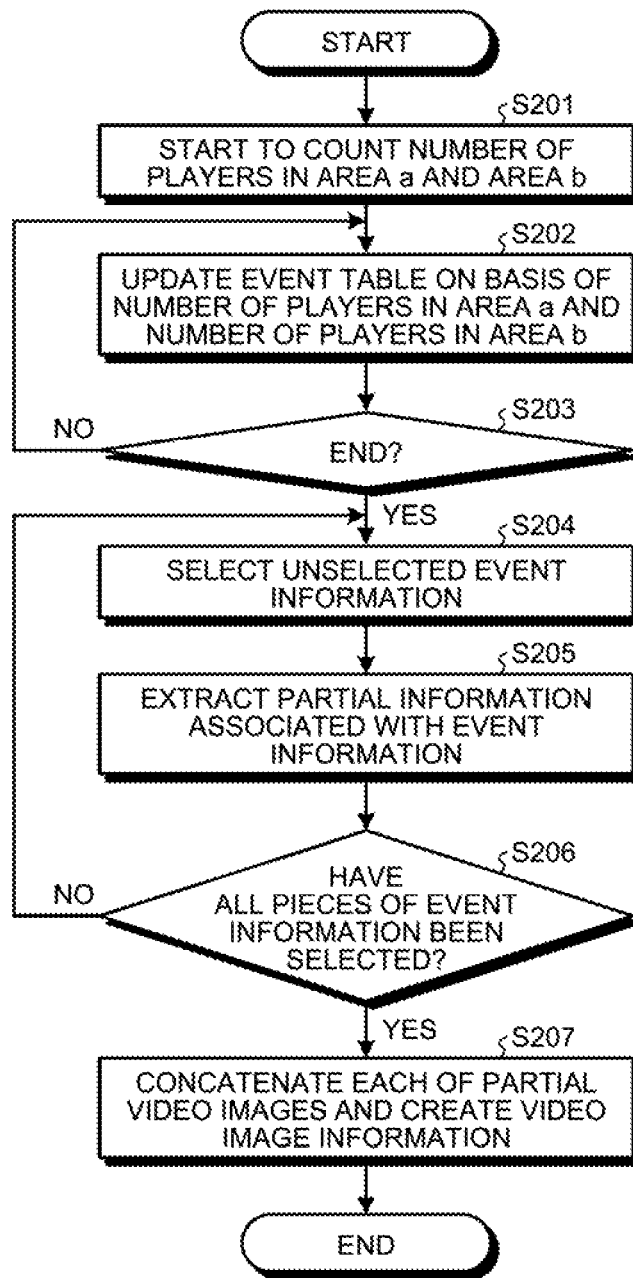 START
S201
START TO COUNT NUMBER OF
PLAYERS IN AREA a AND AREA b
S202
UPDATE EVENT TABLE ON BASIS OF
NUMBER OF PLAYERS IN AREA a AND
NUMBER OF PLAYERS IN AREA b
S203
NO
END?
YES
S204
SELECT UNSELECTED EVENT
INFORMATION
S205
EXTRACT PARTIAL INFORMATION
ASSOCIATED WITH EVENT
INFORMATION
S206
NO
HAVE
ALL PIECES OF EVENT
INFORMATION BEEN
SELECTED?
YES
S207
CONCATENATE EACH OF PARTIAL
VIDEO IMAGES AND CREATE VIDEO
IMAGE INFORMATION
END